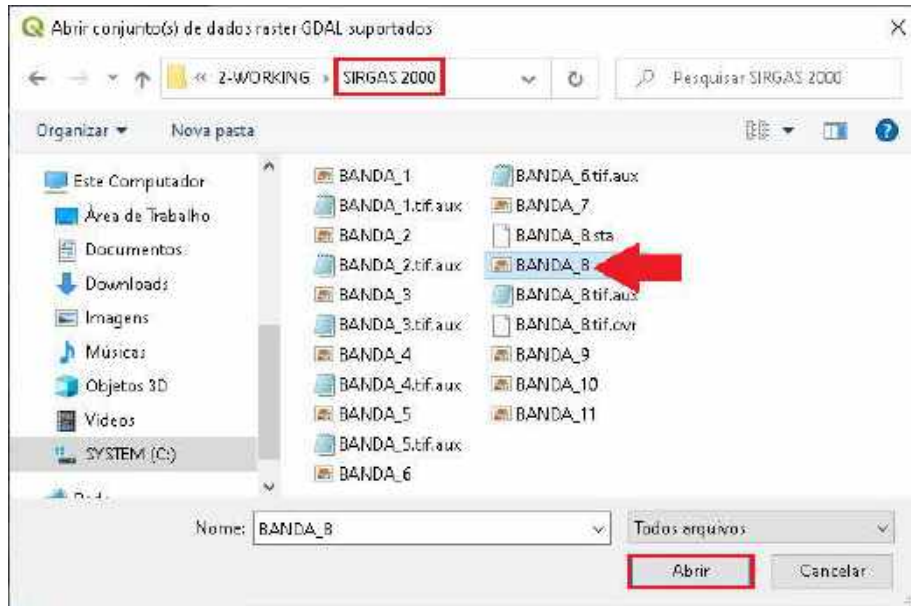 Abrir conjunto(s) de dados raster GDAL suportados
« 2-WORKING › SIRGAS 2000
Pesquisar SIRGAS 2000
Organizar
Nova pasta
Este Computador
Área de Trabalho
Documentos
Downloads
Imagens
Músicas
Objetos 3D
Vídeos
SYSTEM (C:)
BANDA_1
BANDA_1.tif.aux
BANDA_2
BANDA_2.tif.aux
BANDA_3
BANDA_3.tif.aux
BANDA_4
BANDA_4.tif.aux
BANDA_5
BANDA_5.tif.aux
BANDA_6
BANDA_6.tif.aux
BANDA_7
BANDA_8.sta
BANDA_8
BANDA_8.tif.aux
BANDA_8.tif.ovr
BANDA_9
BANDA_10
BANDA_11
Nome: BANDA_8
Todos arquivos
Abrir
Cancelar